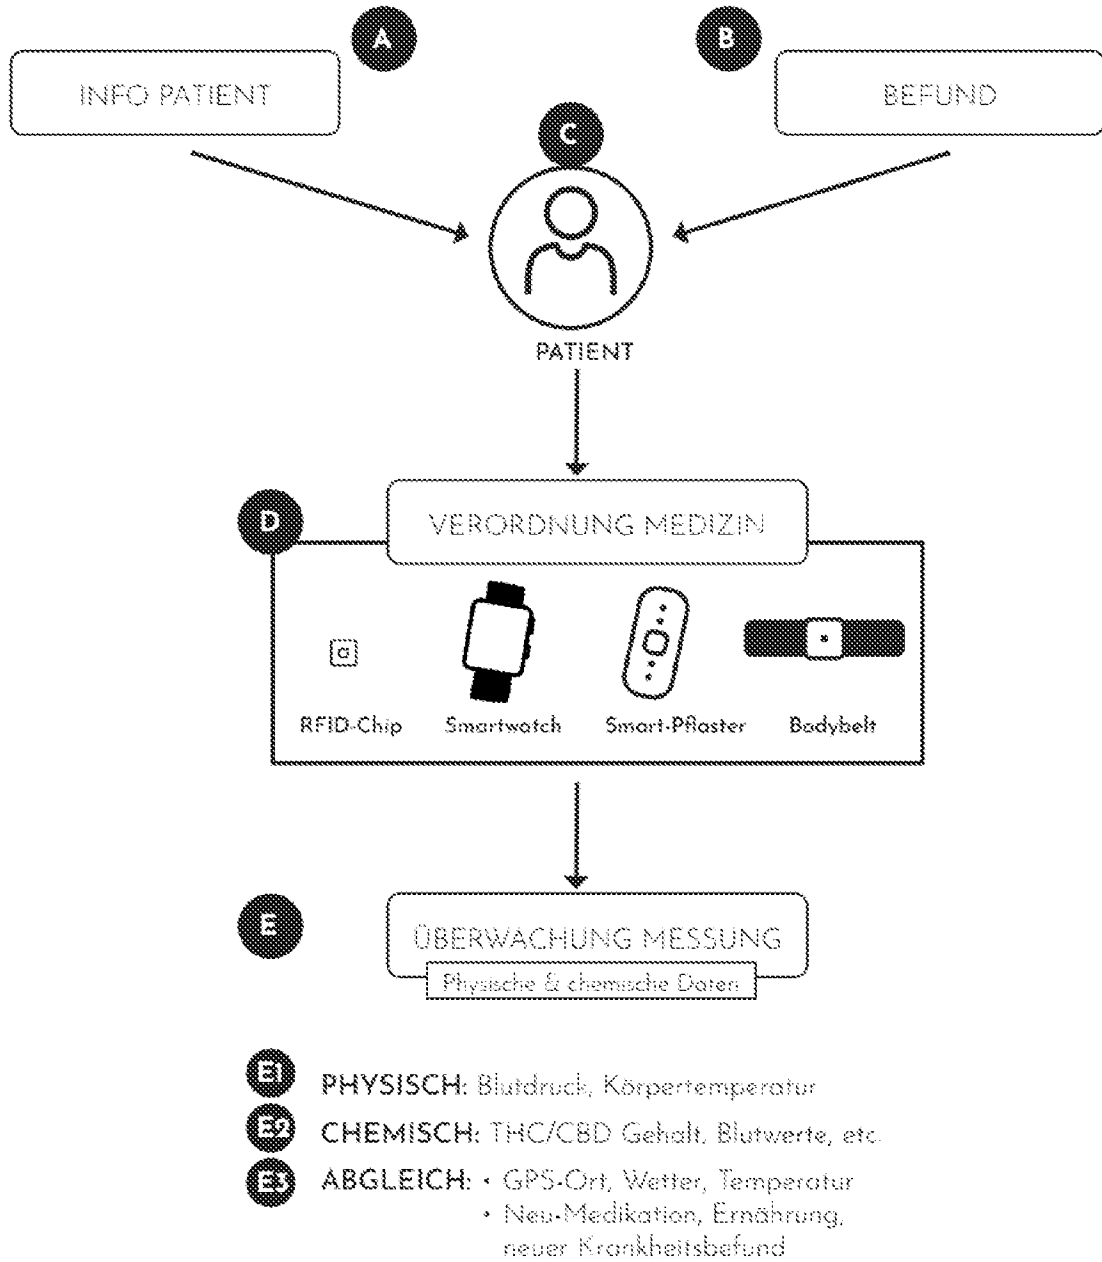 A
B
INFO PATIENT
BEFUND
C
PATIENT
D
VERORDNUNG MEDIZIN
RFID-Chip
Smartwatch
Smart-Pflaster
Bodybelt
E
ÜBERWACHUNG MESSUNG
Physische & chemische Daten
E1 PHYSISCH: Blutdruck, Körpertemperatur
E2 CHEMISCH: THC/CBD Gehalt, Blutwerte, etc.
E3 ABGLEICH: • GPS-Ort, Wetter, Temperatur
• Neu-Medikation, Ernährung,
neuer Krankheitsbefund